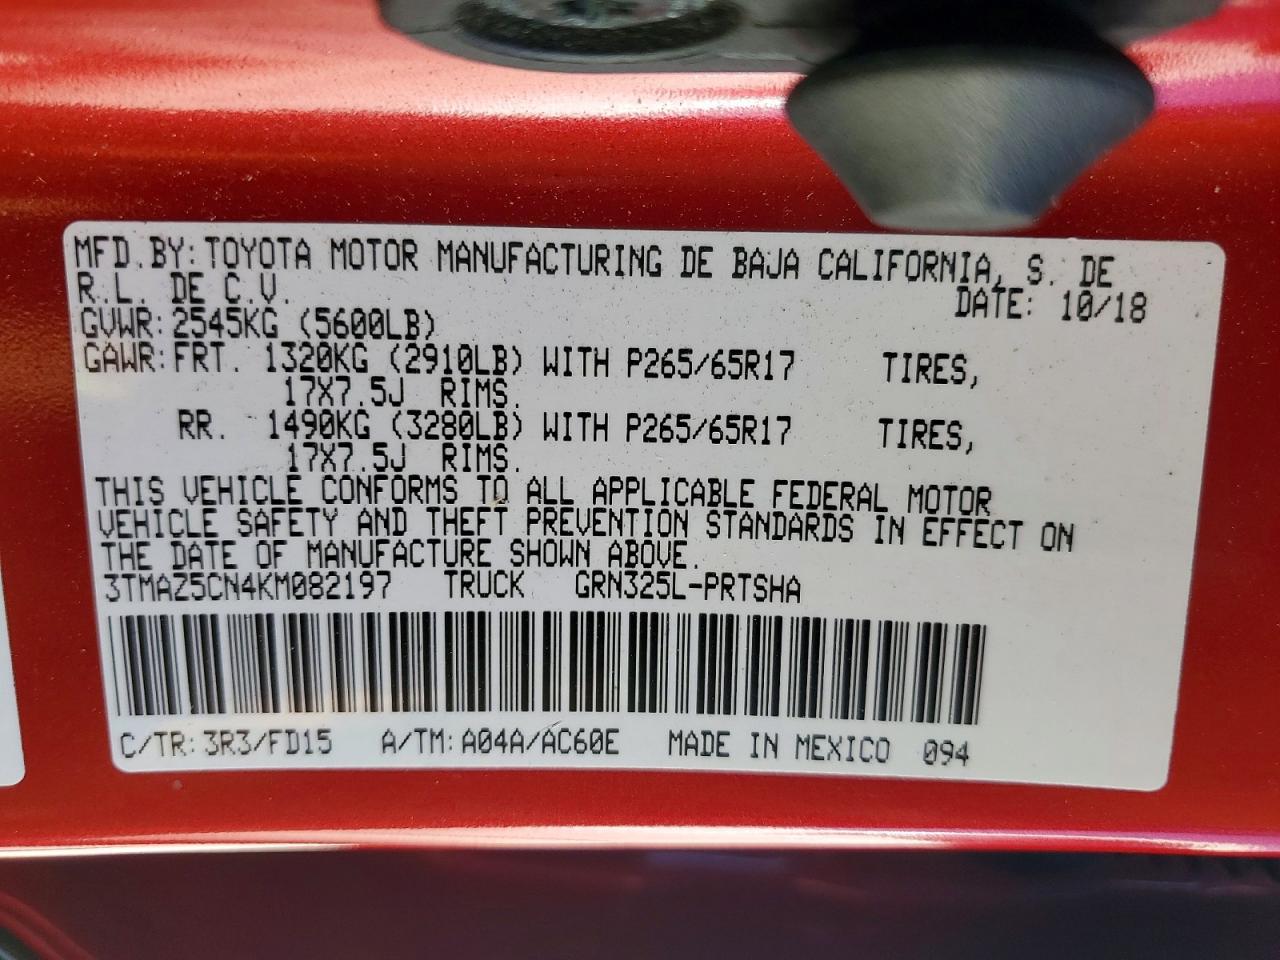 MFD. BY: TOYOTA MOTOR MANUFACTURING DE BAJA CALIFORNIA, S. DE
R.L. DE C.V. DATE: 10/18
GVWR: 2545KG (5600LB)
GAWR: FRT. 1320KG (2910LB) WITH P265/65R17 TIRES,
17X7.5J RIMS.
RR. 1490KG (3280LB) WITH P265/65R17 TIRES,
17X7.5J RIMS.
THIS VEHICLE CONFORMS TO ALL APPLICABLE FEDERAL MOTOR
VEHICLE SAFETY AND THEFT PREVENTION STANDARDS IN EFFECT ON
THE DATE OF MANUFACTURE SHOWN ABOVE.
3TMAZ5CN4KM082197 TRUCK GRN325L-PRTSHA
C/TR: 3R3/FD15 A/TM: A04A/AC60E MADE IN MEXICO 094